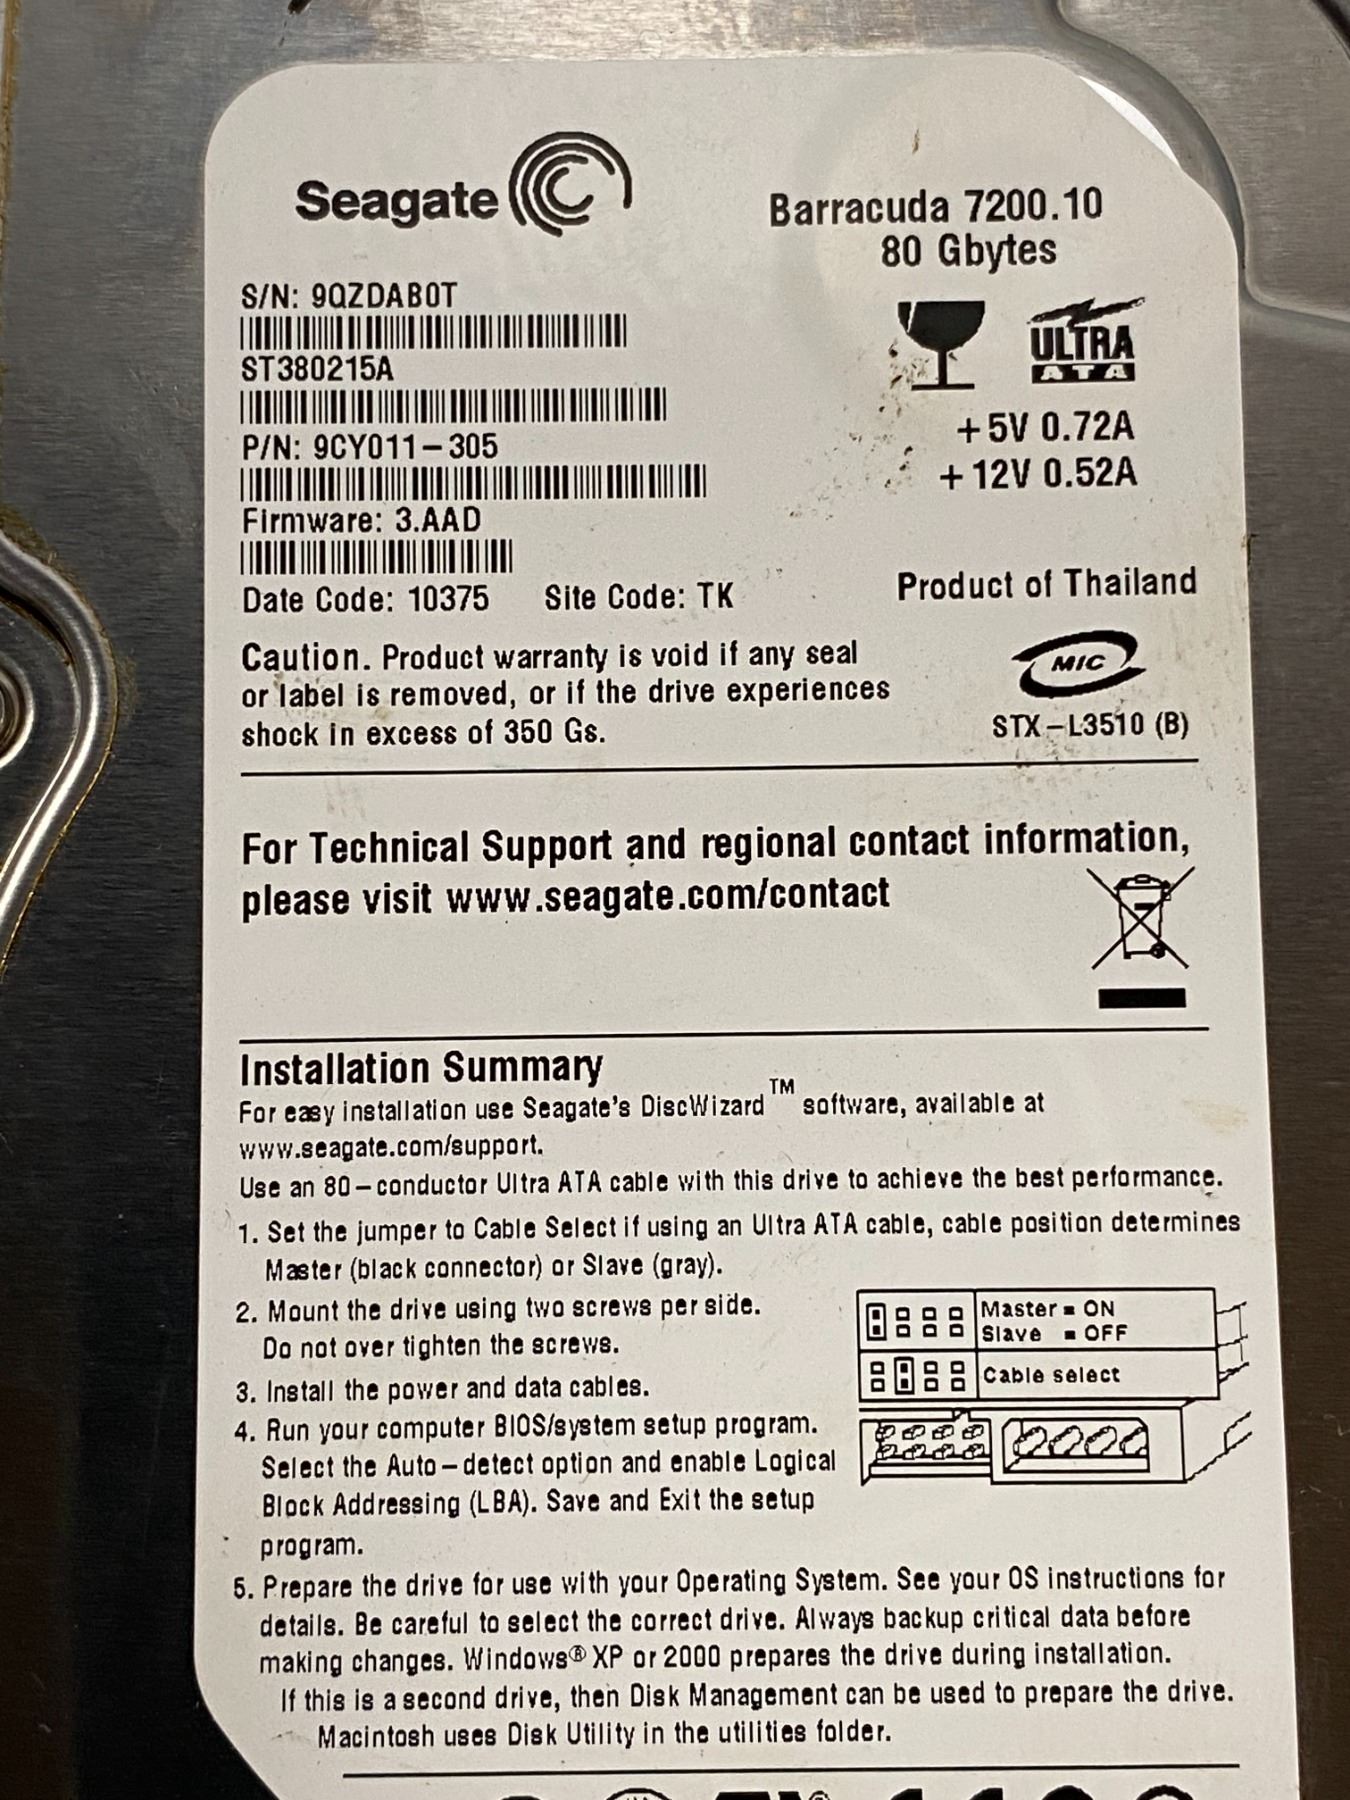 Seagate
Barracuda 7200.10
80 Gbytes
S/N: 9QZDAB0T
ST380215A
P/N: 9CY011-305
Firmware: 3.AAD
Date Code: 10375 Site Code: TK
ULTRA
ATA
+5V 0.72A
+12V 0.52A
Product of Thailand
Caution. Product warranty is void if any seal
or label is removed, or if the drive experiences
shock in excess of 350 Gs.
MIC
STX-L3510 (B)
For Technical Support and regional contact information,
please visit www.seagate.com/contact
Installation Summary
For easy installation use Seagate's DiscWizard™ software, available at
www.seagate.com/support.
Use an 80-conductor Ultra ATA cable with this drive to achieve the best performance.
1. Set the jumper to Cable Select if using an Ultra ATA cable, cable position determines
Master (black connector) or Slave (gray).
2. Mount the drive using two screws per side.
Do not over tighten the screws.
3. Install the power and data cables.
4. Run your computer BIOS/system setup program.
Select the Auto-detect option and enable Logical
Block Addressing (LBA). Save and Exit the setup
program.
Master = ON
Slave = OFF
Cable select
5. Prepare the drive for use with your Operating System. See your OS instructions for
details. Be careful to select the correct drive. Always backup critical data before
making changes. Windows® XP or 2000 prepares the drive during installation.
If this is a second drive, then Disk Management can be used to prepare the drive.
Macintosh uses Disk Utility in the utilities folder.